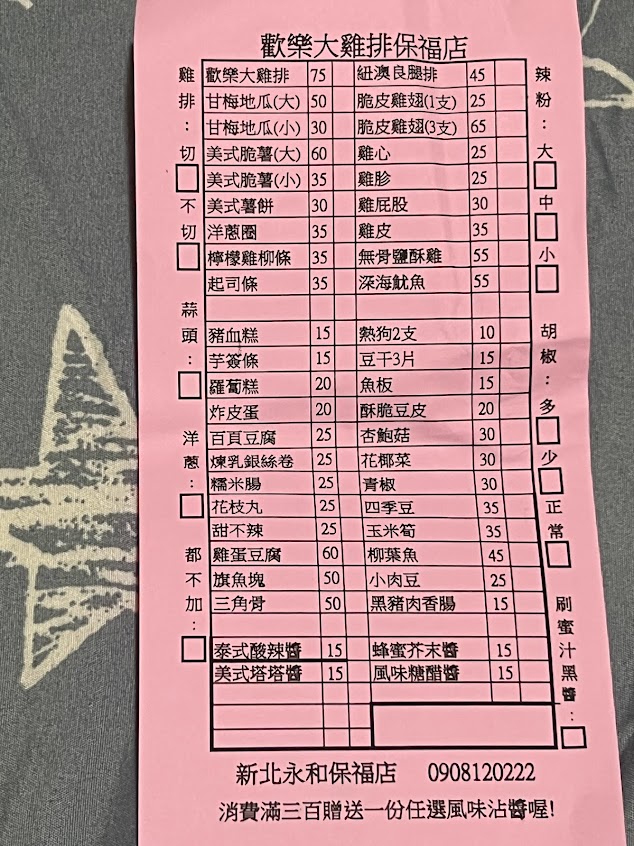 歡樂大雞排保福店
雞排：切□ 不切□
蒜頭：□
洋蔥：□
都不加：□
歡樂大雞排 75 紐澳良腿排 45
甘梅地瓜(大) 50 脆皮雞翅(1支) 25
甘梅地瓜(小) 30 脆皮雞翅(3支) 65
美式脆薯(大) 60 雞心 25
美式脆薯(小) 35 雞胗 25
美式薯餅 30 雞屁股 30
洋蔥圈 35 雞皮 35
檸檬雞柳條 35 無骨鹽酥雞 55
起司條 35 深海魷魚 55
豬血糕 15 熱狗2支 10
芋簽條 15 豆干3片 15
羅蔔糕 20 魚板 15
炸皮蛋 20 酥脆豆皮 20
百頁豆腐 25 杏鮑菇 30
煉乳銀絲卷 25 花椰菜 30
糯米腸 25 青椒 30
花枝丸 25 四季豆 35
甜不辣 25 玉米筍 35
雞蛋豆腐 60 柳葉魚 45
旗魚塊 50 小肉豆 25
三角骨 50 黑豬肉香腸 15
泰式酸辣醬 15 蜂蜜芥末醬 15
美式塔塔醬 15 風味糖醋醬 15
辣粉：大□ 中□ 小□
胡椒：多□ 少□ 正常□
刷蜜汁黑醬：□
新北永和保福店 0908120222
消費滿三百贈送一份任選風味沾醬喔!